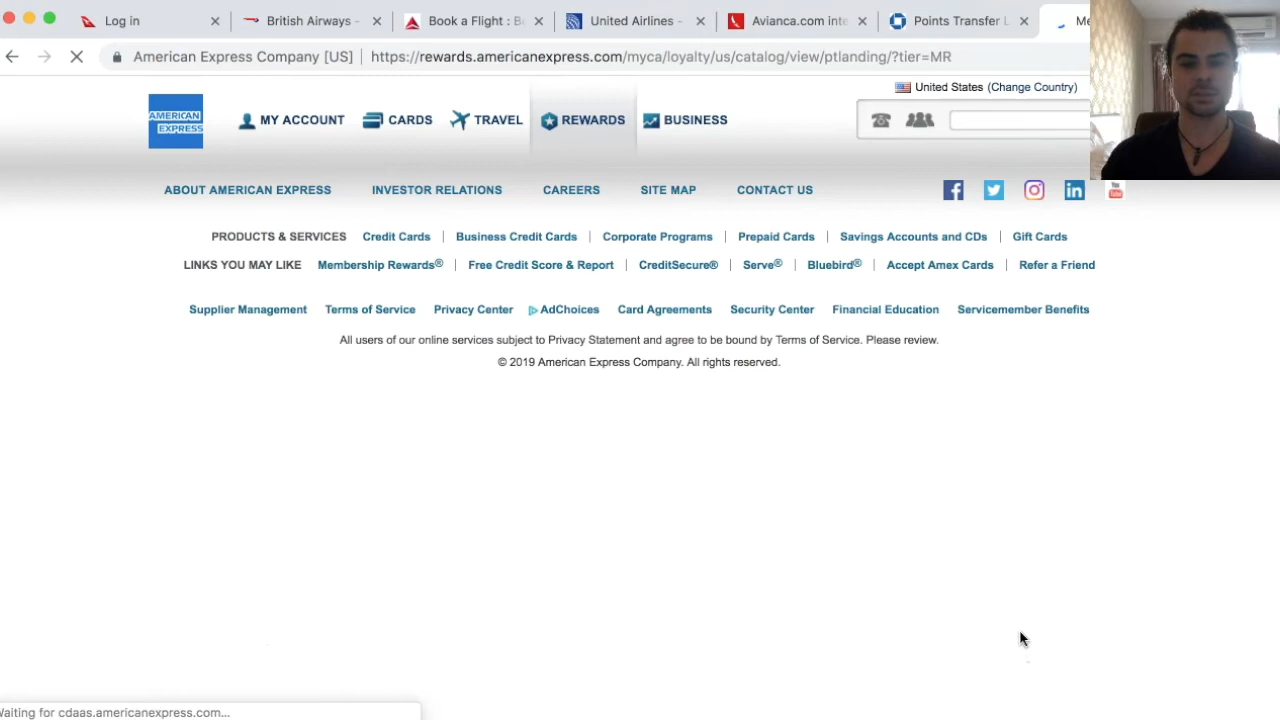 Log in
British Airways -
Book a Flight : B
United Airlines –
Avianca.com inte
Points Transfer L
American Express Company [US] https://rewards.americanexpress.com/myca/loyalty/us/catalog/view/ptlanding/?tier=MR
United States (Change Country)
AMERICAN EXPRESS
MY ACCOUNT CARDS TRAVEL REWARDS BUSINESS
ABOUT AMERICAN EXPRESS INVESTOR RELATIONS CAREERS SITE MAP CONTACT US
PRODUCTS & SERVICES Credit Cards | Business Credit Cards | Corporate Programs | Prepaid Cards | Savings Accounts and CDs | Gift Cards
LINKS YOU MAY LIKE Membership Rewards® | Free Credit Score & Report | CreditSecure® | Serve® | Bluebird® | Accept Amex Cards | Refer a Friend
Supplier Management Terms of Service Privacy Center AdChoices Card Agreements Security Center Financial Education Servicemember Benefits
All users of our online services subject to Privacy Statement and agree to be bound by Terms of Service. Please review.
© 2019 American Express Company. All rights reserved.
Waiting for cdaas.americanexpress.com...